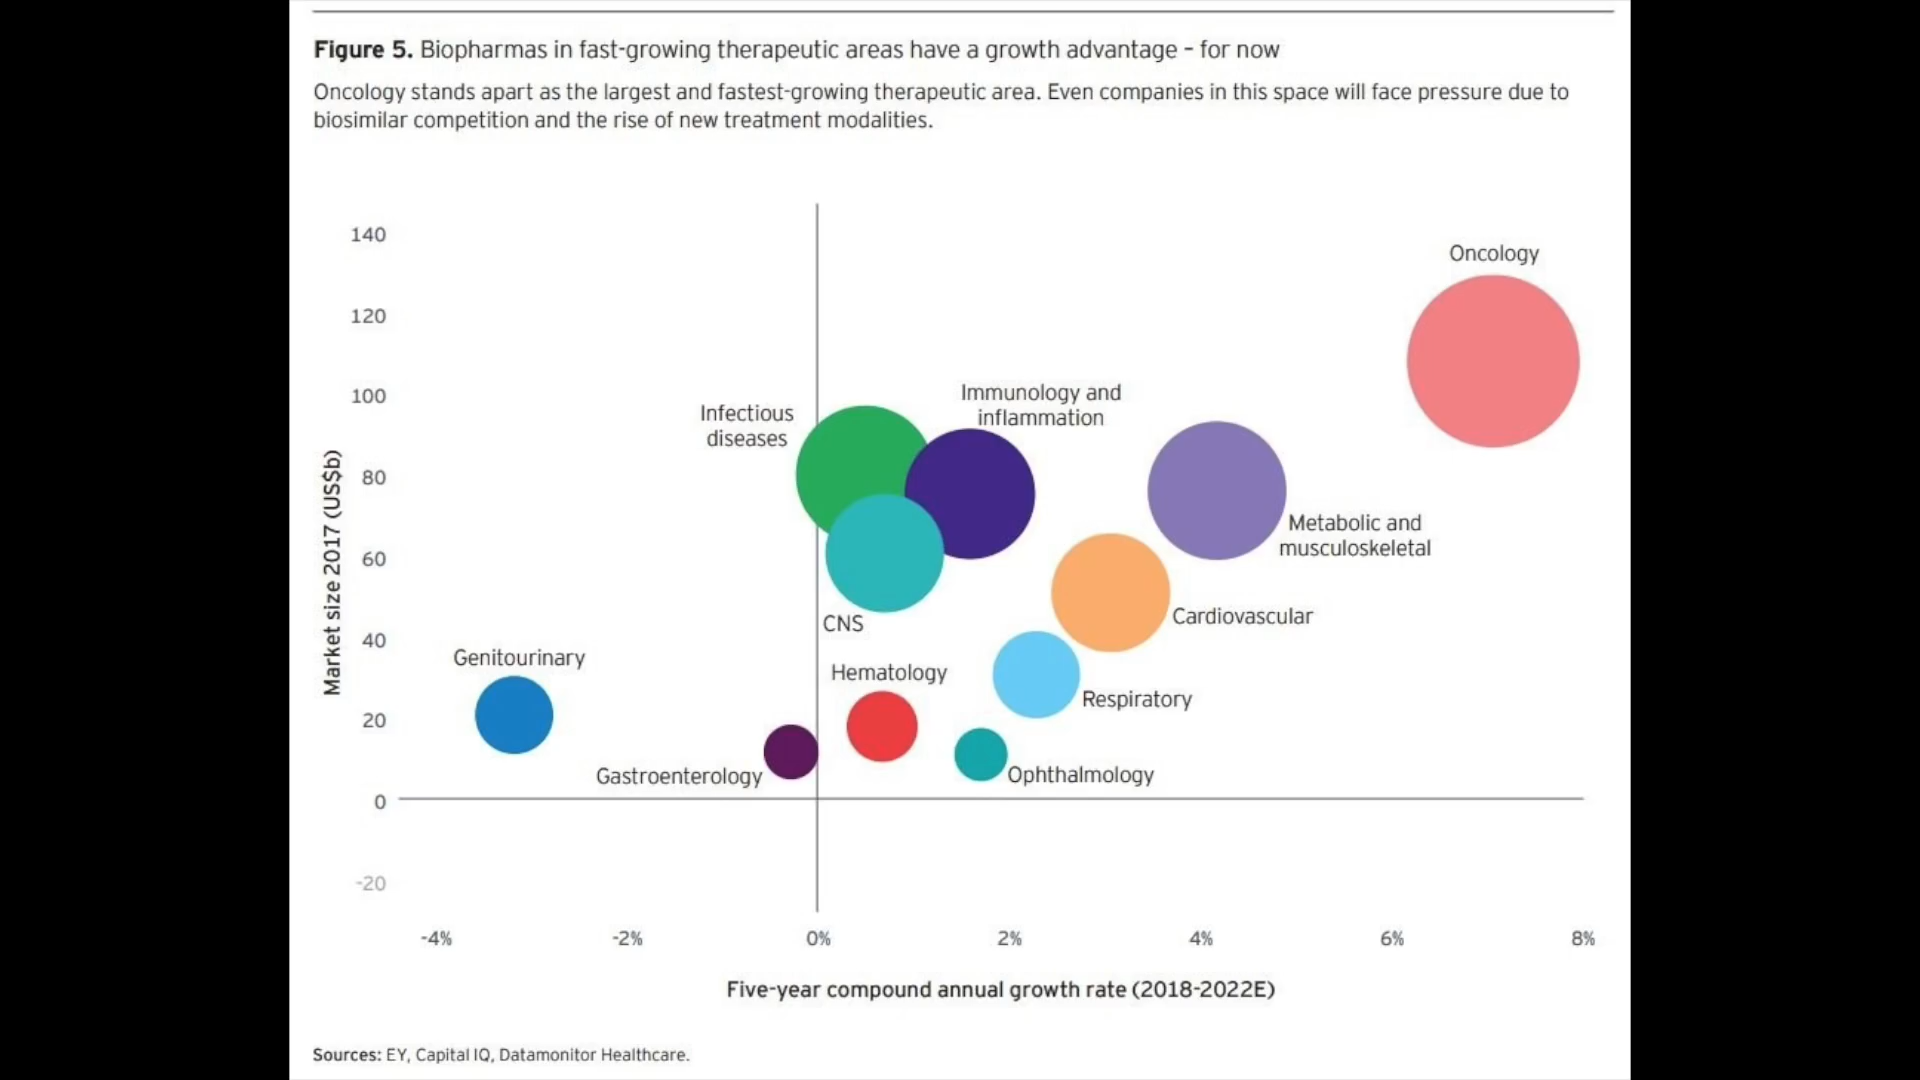 Figure 5. Biopharmas in fast-growing therapeutic areas have a growth advantage – for now
Oncology stands apart as the largest and fastest-growing therapeutic area. Even companies in this space will face pressure due to
biosimilar competition and the rise of new treatment modalities.
140
120
100
80
60
40
20
0
-20
Market size 2017 (US$b)
Oncology
Immunology and
inflammation
Infectious
diseases
Metabolic and
musculoskeletal
Cardiovascular
CNS
Genitourinary
Hematology
Respiratory
Gastroenterology
Ophthalmology
-4%
-2%
0%
2%
4%
6%
8%
Five-year compound annual growth rate (2018-2022E)
Sources: EY, Capital IQ, Datamonitor Healthcare.